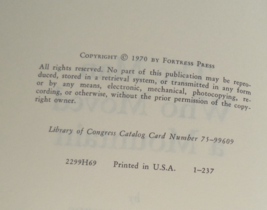 COPYRIGHT © 1970 BY FORTRESS PRESS
All rights reserved. No part of this publication may be repro-
duced, stored in a retrieval system, or transmitted in any form
or by any means, electronic, mechanical, photocopying, re-
cording, or otherwise, without the prior permission of the copy-
right owner.
Library of Congress Catalog Card Number 75-99609
2299H69 Printed in U.S.A. 1-237